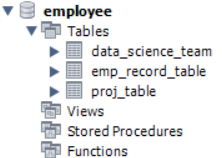 employee
Tables
data_science_team
emp_record_table
proj_table
Views
Stored Procedures
Functions